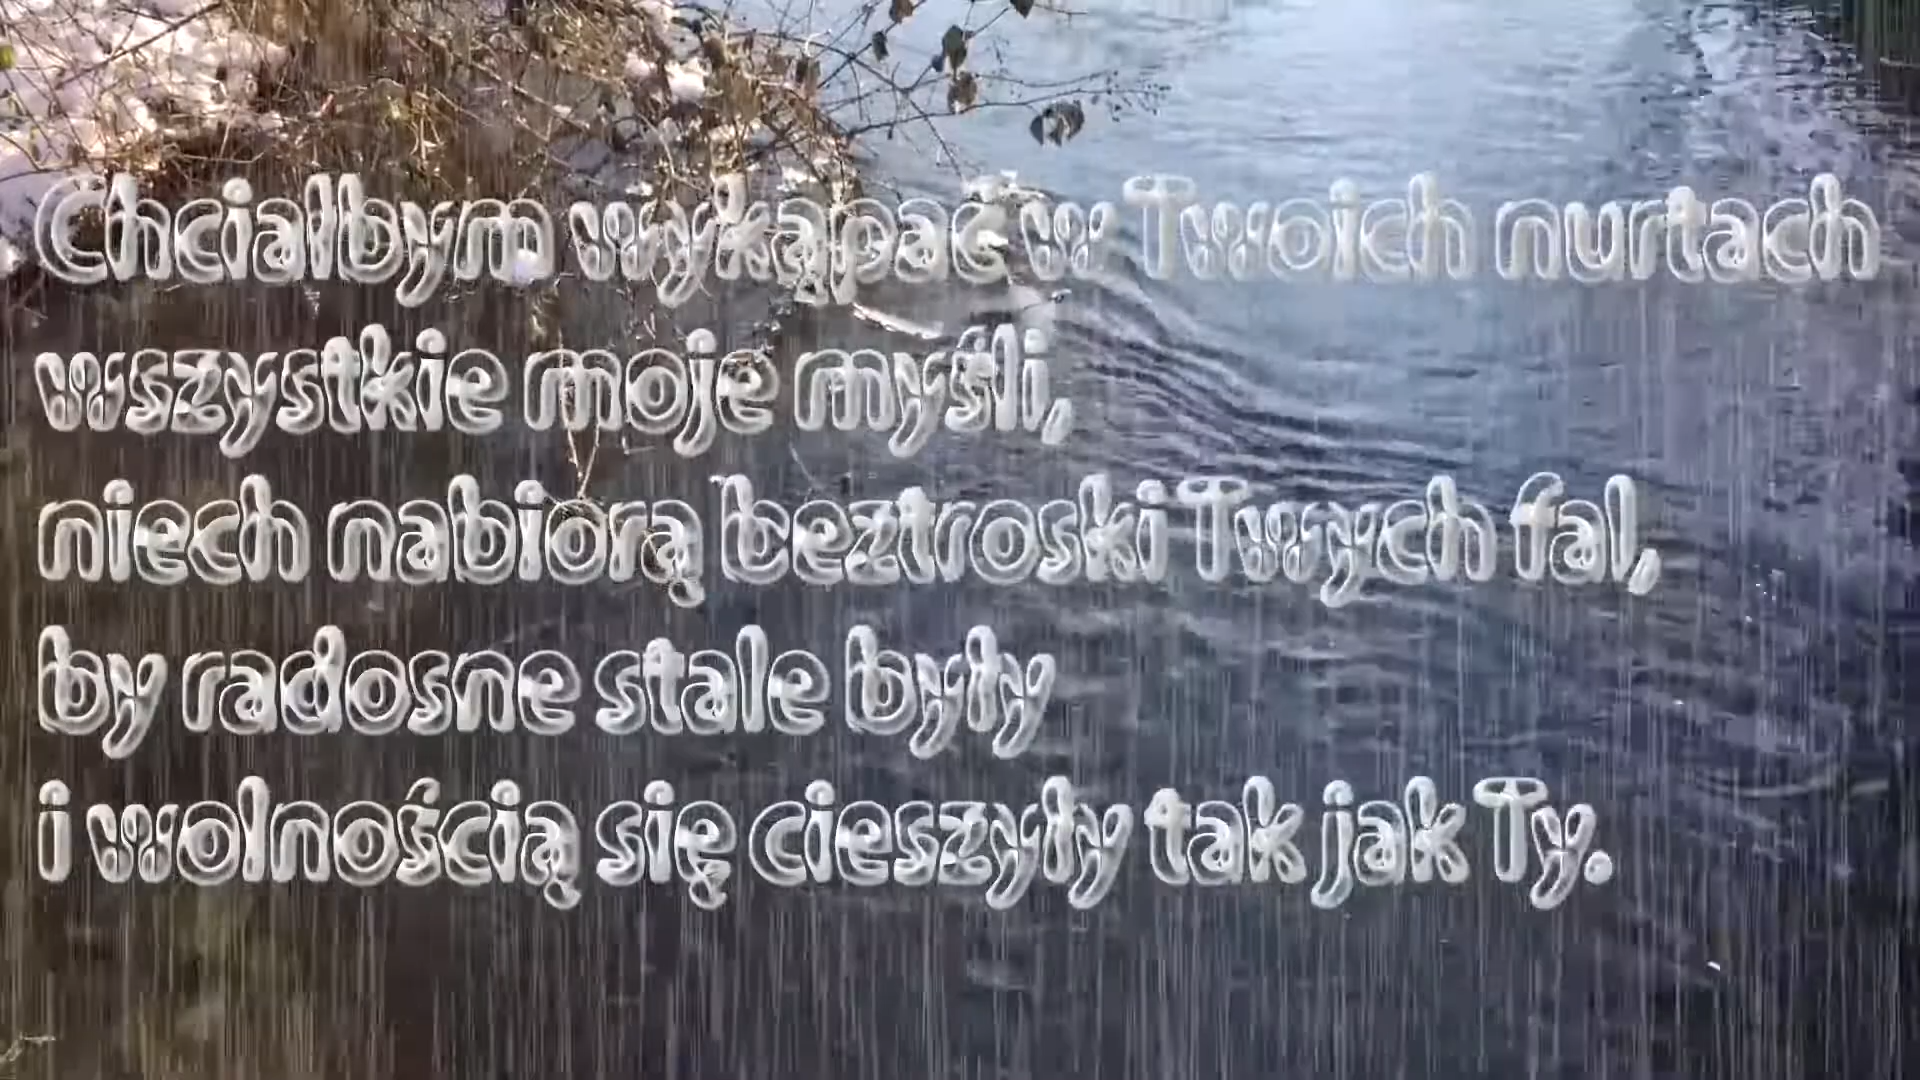 Chciałbym wykąpać w Twoich nurtach
wszystkie moje myśli,
niech nabiorą beztroski Twych fal,
by radosne stale były
i wolnością się cieszyły tak jak Ty.